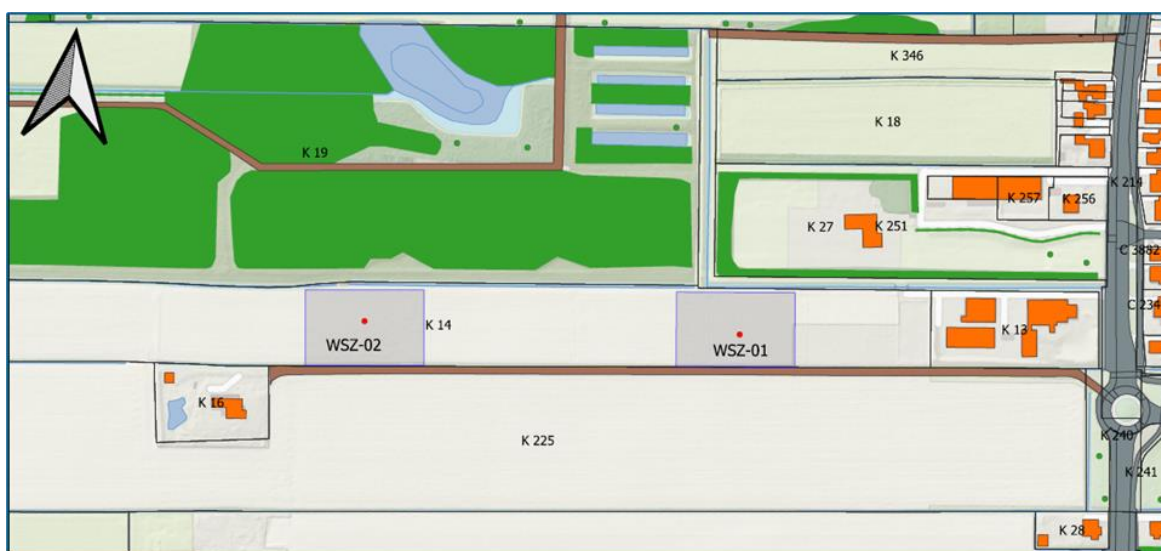 K 346
K 18
K 19
K 214
K 257
K 256
K 27
K 251
C 3882
C 234
K 14
K 13
WSZ-02
WSZ-01
K 16
K 225
K 240
K 241
K 28